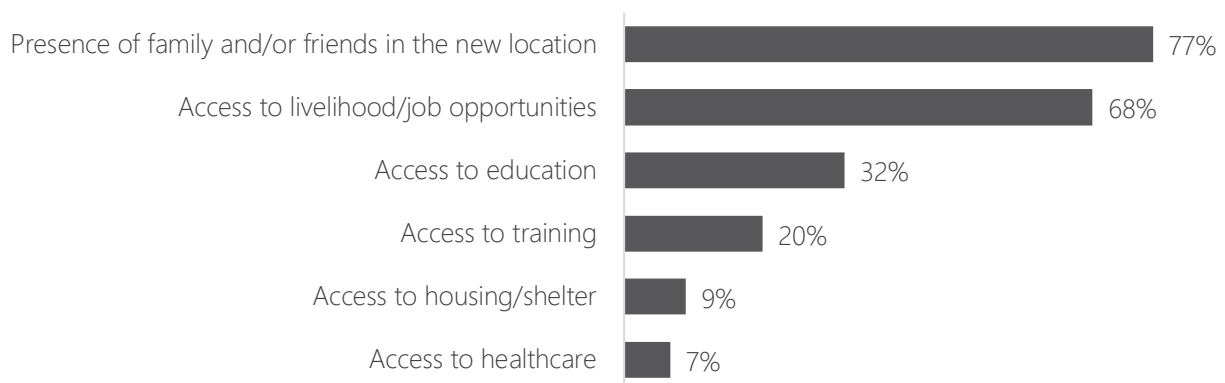 Presence of family and/or friends in the new location 77%
Access to livelihood/job opportunities 68%
Access to education 32%
Access to training 20%
Access to housing/shelter 9%
Access to healthcare 7%